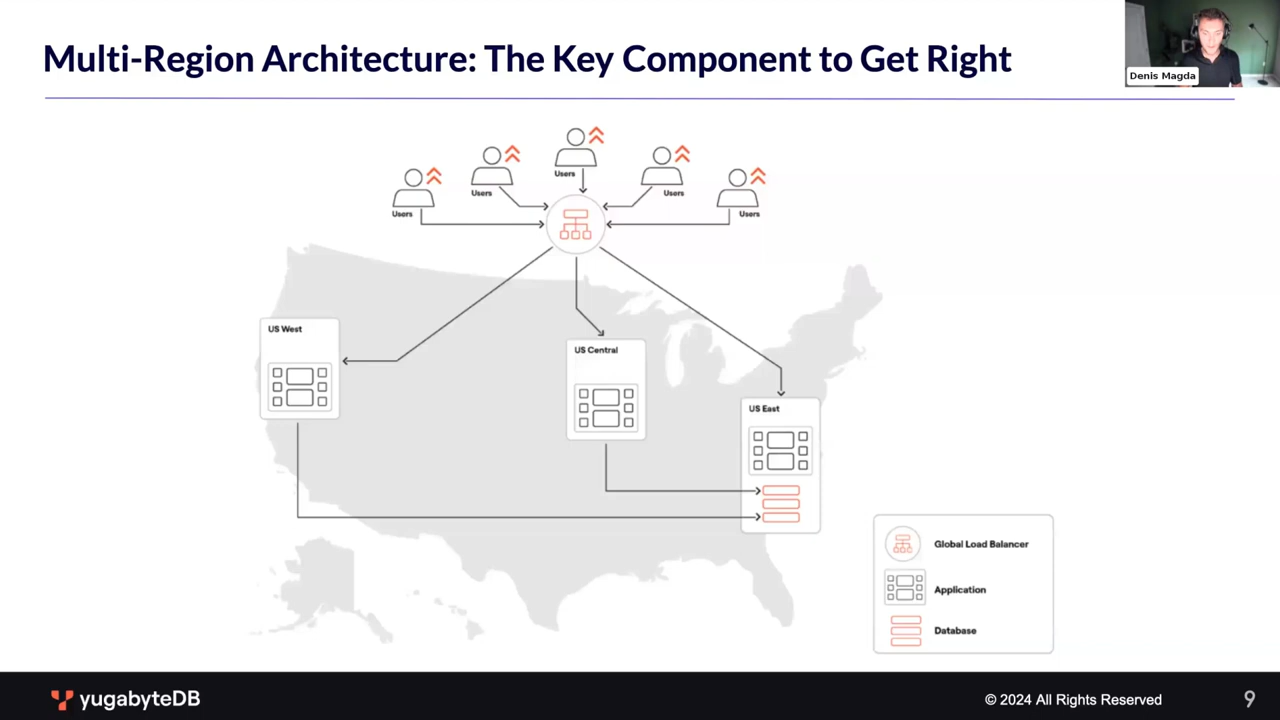 Multi-Region Architecture: The Key Component to Get Right
Denis Magda
Users
Users
Users
Users
Users
US West
US Central
US East
Global Load Balancer
Application
Database
yugabyteDB
© 2024 All Rights Reserved
9